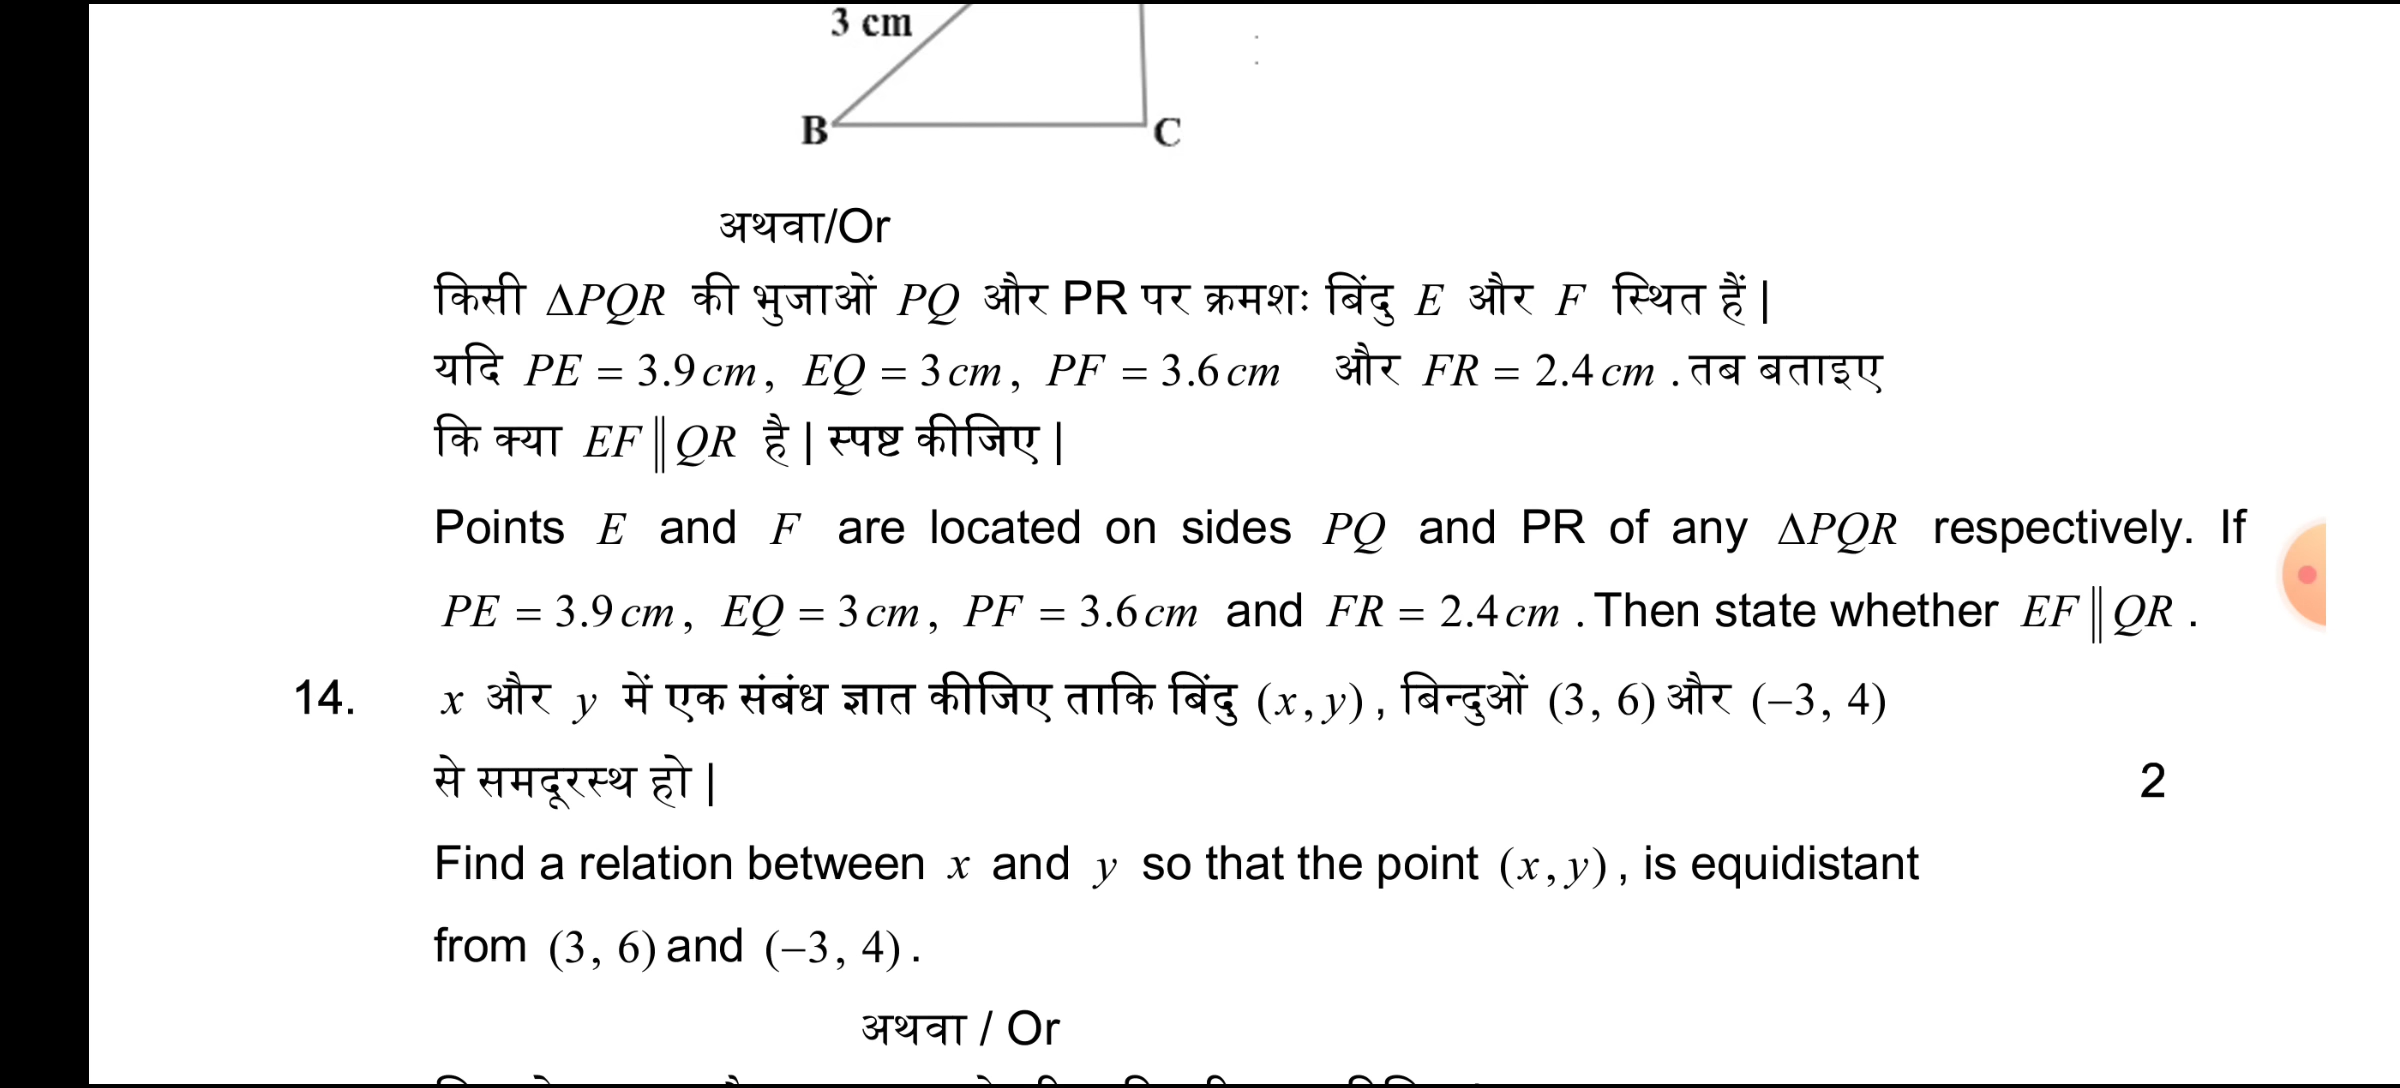 3 cm
B
C
अथवा/Or
किसी ΔPQR की भुजाओं PQ और PR पर क्रमशः बिंदु E और F स्थित हैं |
यदि PE = 3.9 cm, EQ = 3 cm, PF = 3.6 cm और FR = 2.4 cm . तब बताइए
कि क्या EF || QR है | स्पष्ट कीजिए |
Points E and F are located on sides PQ and PR of any ΔPQR respectively. If
PE = 3.9 cm, EQ = 3 cm, PF = 3.6 cm and FR = 2.4 cm . Then state whether EF || QR .
14. x और y में एक संबंध ज्ञात कीजिए ताकि बिंदु (x, y), बिन्दुओं (3, 6) और (–3, 4)
से समदूरस्थ हो | 2
Find a relation between x and y so that the point (x, y), is equidistant
from (3, 6) and (–3, 4).
अथवा / Or